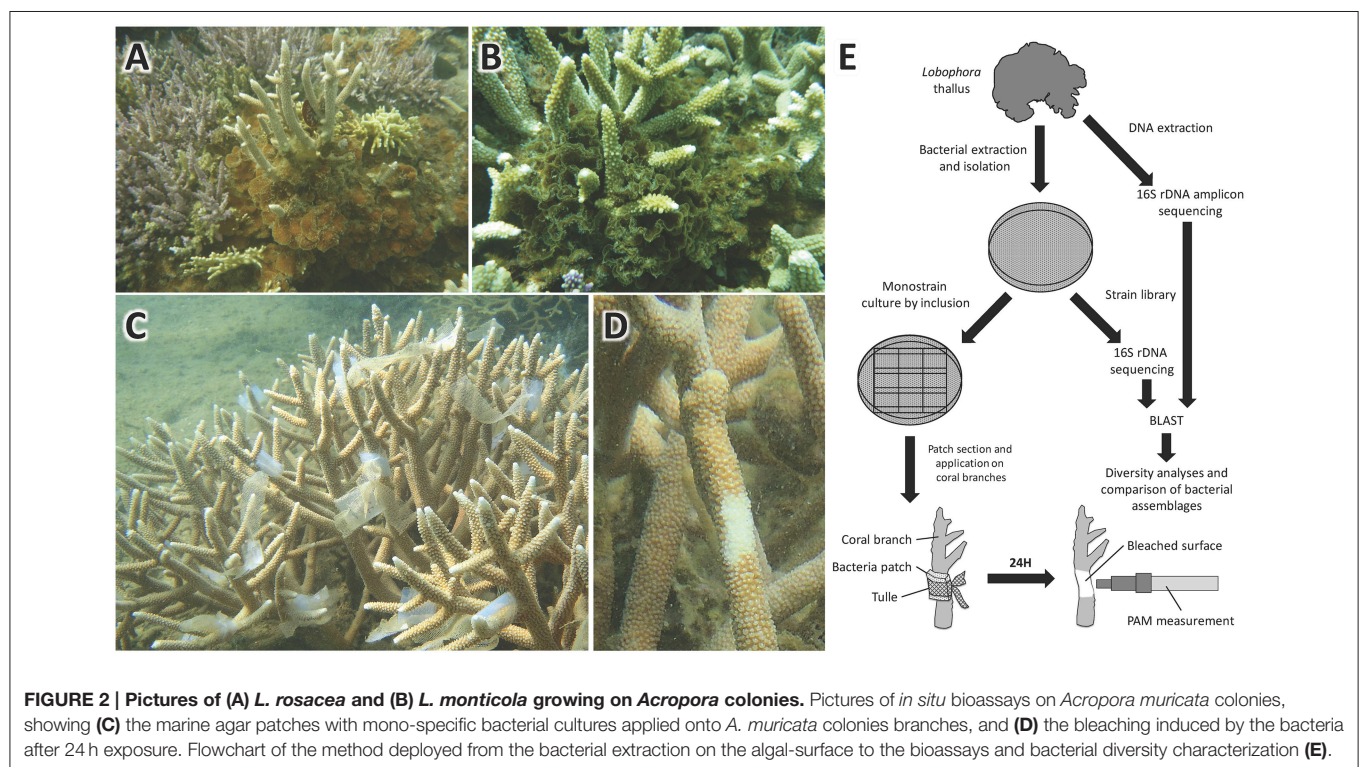 A
B
C
D
E
Lobophora
thallus
DNA extraction
Bacterial extraction
and isolation
16S rDNA amplicon
sequencing
Monostrain
culture by inclusion
Strain library
16S rDNA
sequencing
BLAST
Patch section and
application on
coral branches
Diversity analyses and
comparison of bacterial
assemblages
Coral branch
Bacteria patch
Tulle
24H
Bleached surface
PAM measurement
FIGURE 2 | Pictures of (A) L. rosacea and (B) L. monticola growing on Acropora colonies. Pictures of in situ bioassays on Acropora muricata colonies,
showing (C) the marine agar patches with mono-specific bacterial cultures applied onto A. muricata colonies branches, and (D) the bleaching induced by the bacteria
after 24 h exposure. Flowchart of the method deployed from the bacterial extraction on the algal-surface to the bioassays and bacterial diversity characterization (E).